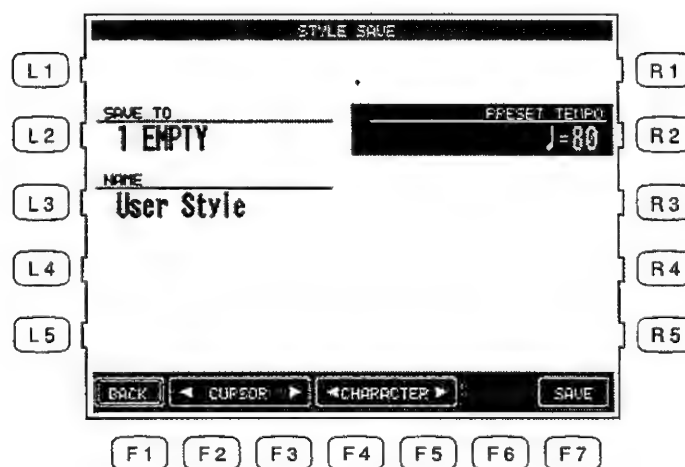 STYLE SAVE
L1 R1
SAVE TO PRESET TEMPO
L2 1 EMPTY ♩=80 R2
NAME
L3 User Style R3
L4 R4
L5 R5
BACK ◄ CURSOR ► ◄CHARACTER► SAVE
F1 F2 F3 F4 F5 F6 F7